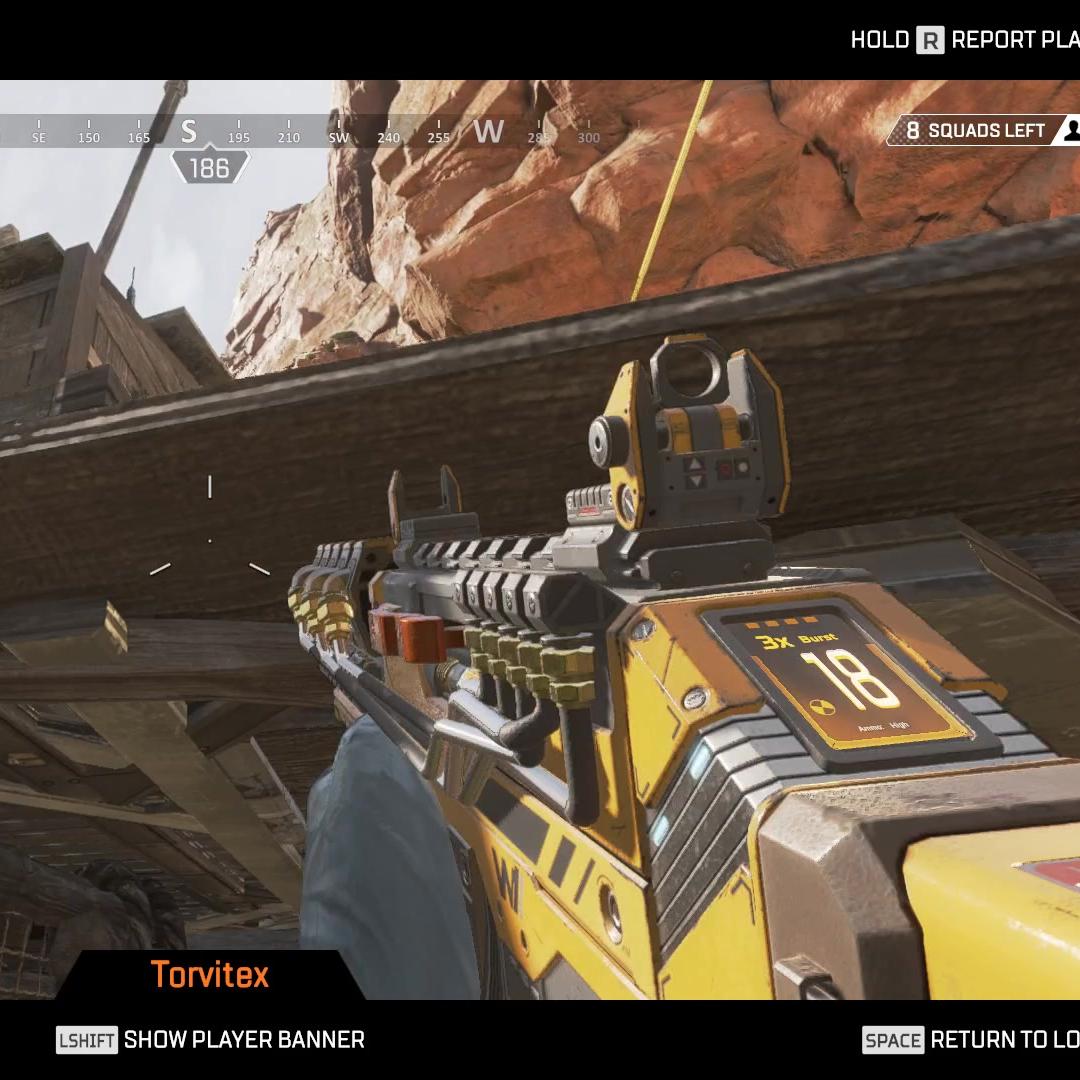 HOLD R REPORT PLA
SE 150 165 S 195 210 SW 240 255 W 285 300
186
8 SQUADS LEFT
3x Burst
18
Ammo: High
W
Torvitex
LSHIFT SHOW PLAYER BANNER
SPACE RETURN TO LO